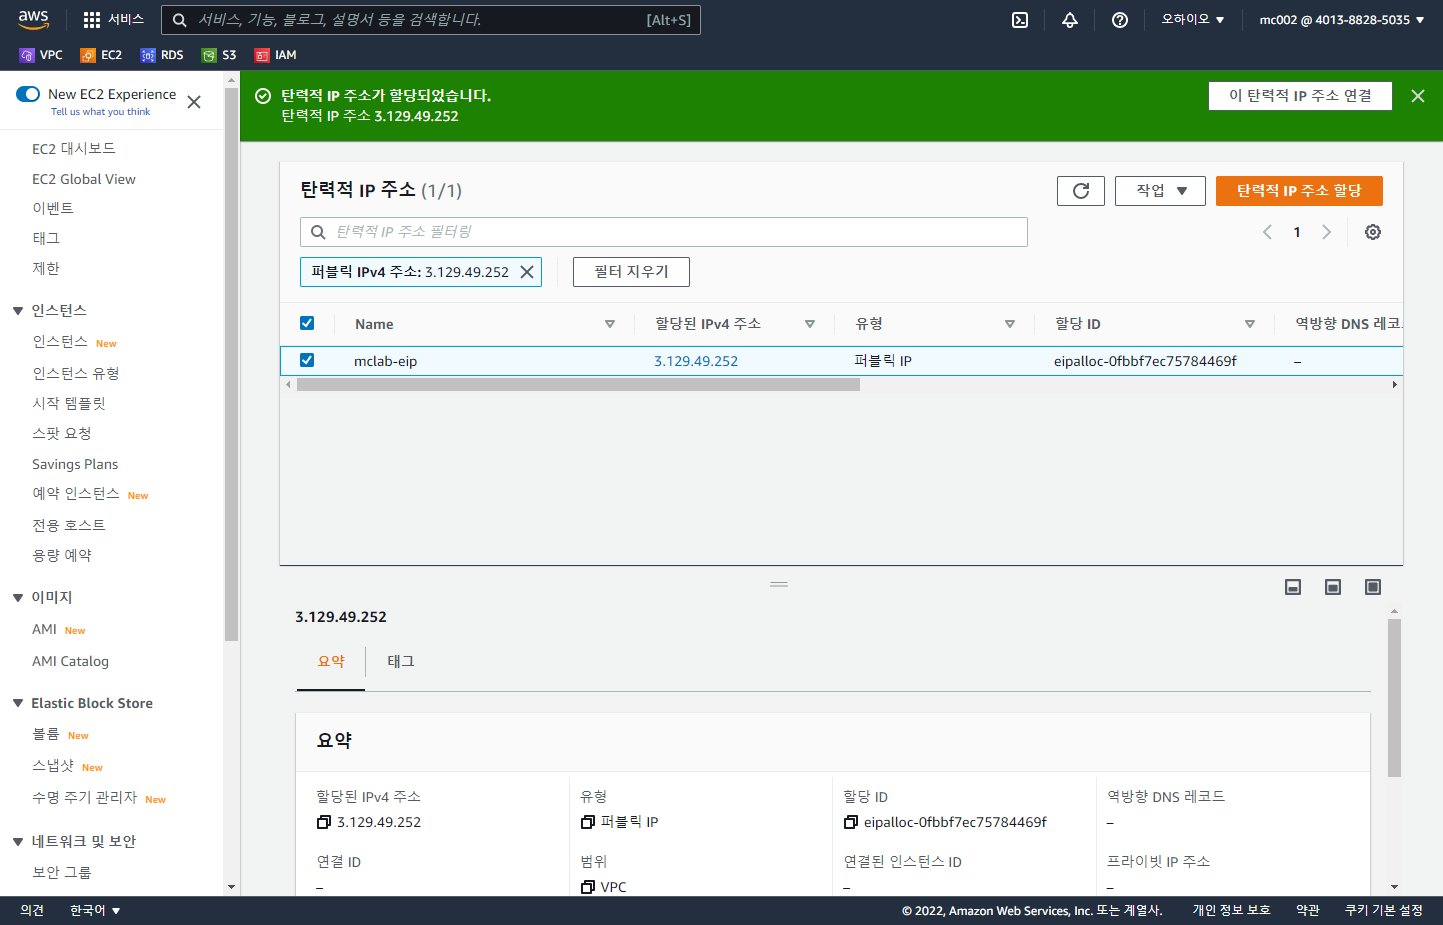 aws
서비스
서비스, 기능, 블로그, 설명서 등을 검색합니다.
[Alt+S]
오하이오 ▼
mc002 @ 4013-8828-5035 ▼
VPC
EC2
RDS
S3
IAM
New EC2 Experience
Tell us what you think
EC2 대시보드
EC2 Global View
이벤트
태그
제한
인스턴스
인스턴스 New
인스턴스 유형
시작 템플릿
스팟 요청
Savings Plans
예약 인스턴스 New
전용 호스트
용량 예약
이미지
AMI New
AMI Catalog
Elastic Block Store
볼륨 New
스냅샷 New
수명 주기 관리자 New
네트워크 및 보안
보안 그룹
탄력적 IP 주소가 할당되었습니다.
탄력적 IP 주소 3.129.49.252
이 탄력적 IP 주소 연결
탄력적 IP 주소 (1/1)
작업 ▼
탄력적 IP 주소 할당
탄력적 IP 주소 필터링
1
퍼블릭 IPv4 주소: 3.129.49.252
필터 지우기
Name
할당된 IPv4 주소
유형
할당 ID
역방향 DNS 레코
mclab-eip
3.129.49.252
퍼블릭 IP
eipalloc-0fbbf7ec75784469f
–
3.129.49.252
요약
태그
요약
할당된 IPv4 주소
3.129.49.252
유형
퍼블릭 IP
할당 ID
eipalloc-0fbbf7ec75784469f
역방향 DNS 레코드
–
연결 ID
–
범위
VPC
연결된 인스턴스 ID
–
프라이빗 IP 주소
–
의견
한국어 ▼
© 2022, Amazon Web Services, Inc. 또는 계열사.
개인 정보 보호
약관
쿠키 기본 설정